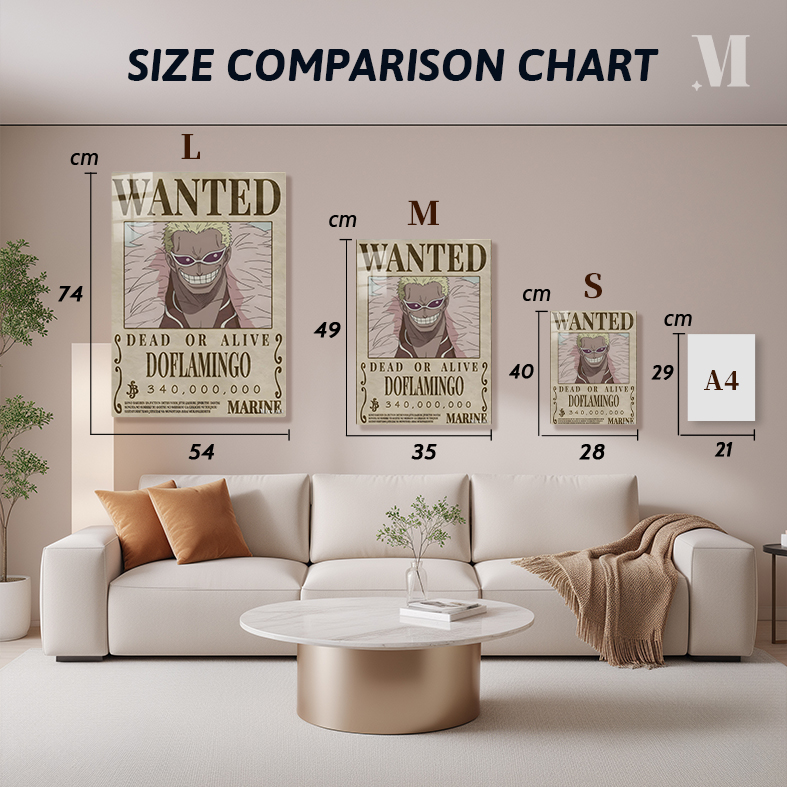 SIZE COMPARISON CHART
M
cm
L
WANTED
DEAD OR ALIVE
DOFLAMINGO
340,000,000
MARINE
74
54
cm
M
WANTED
DEAD OR ALIVE
DOFLAMINGO
340,000,000
MARINE
49
35
cm
S
WANTED
DEAD OR ALIVE
DOFLAMINGO
340,000,000
MARINE
40
28
cm
A4
29
21